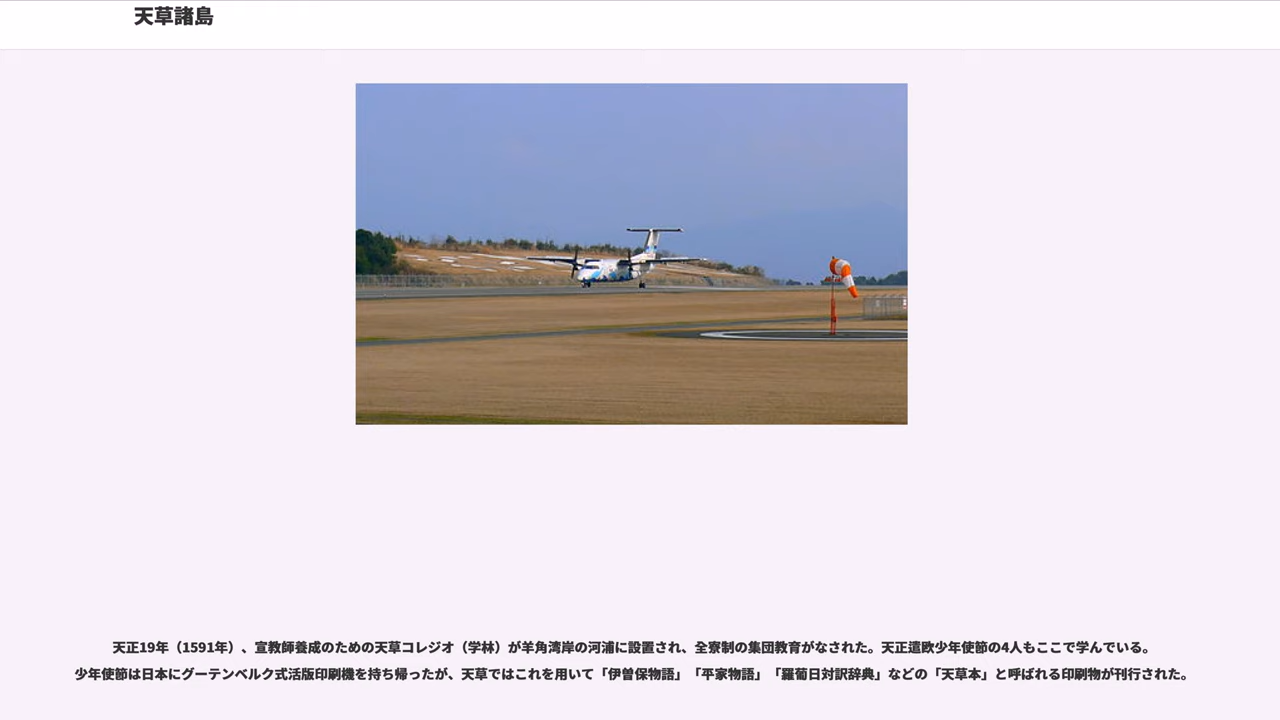 天草諸島
天正19年（1591年）、宣教師養成のための天草コレジオ（学林）が羊角湾岸の河浦に設置され、全寮制の集団教育がなされた。天正遣欧少年使節の4人もここで学んでいる。
少年使節は日本にグーテンベルク式活版印刷機を持ち帰ったが、天草ではこれを用いて「伊曽保物語」「平家物語」「羅葡日対訳辞典」などの「天草本」と呼ばれる印刷物が刊行された。